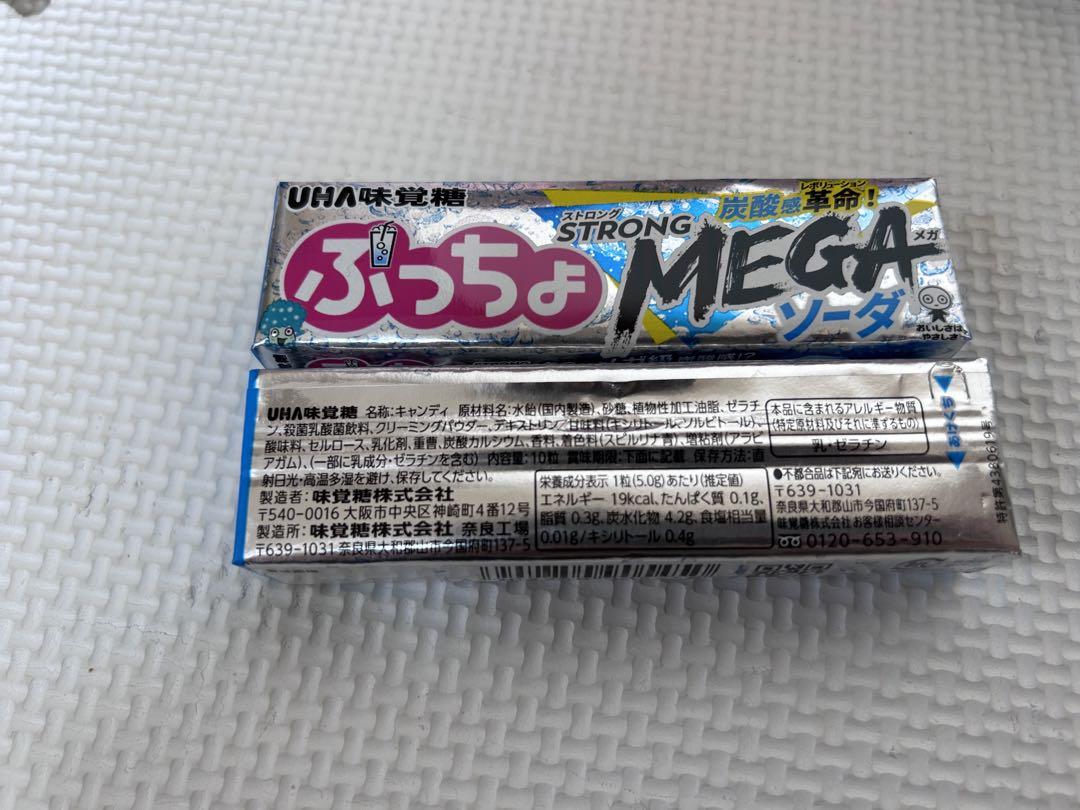 UHA味覚糖
レボリューション
炭酸感革命!
ストロング
STRONG
ぷっちょ
MEGA
メガ
ソーダ
おいしさは、
やさしさ
UHA味覚糖 名称:キャンディ 原材料名:水飴(国内製造)、砂糖、植物性加工油脂、ゼラチ
ン、殺菌乳酸菌飲料、クリーミングパウダー、デキストリン/甘味料(キシリトール、ソルビトール)、
酸味料、セルロース、乳化剤、重曹、炭酸カルシウム、香料、着色料(スピルリナ青)、増粘剤(アラビ
アガム)、(一部に乳成分・ゼラチンを含む) 内容量:10粒 賞味期限:下面に記載 保存方法:直
射日光・高温多湿を避け、保存してください。
製造者:味覚糖株式会社
〒540-0016 大阪市中央区神崎町4番12号
製造所:味覚糖株式会社 奈良工場
〒639-1031 奈良県大和郡山市今国府町137-5
栄養成分表示 1粒(5.0g)あたり(推定値)
エネルギー 19kcal、たんぱく質 0.1g、
脂質 0.3g、炭水化物 4.2g、食塩相当量
0.01g/キシリトール 0.4g
本品に含まれるアレルギー物質
(特定原材料及びそれに準ずるもの)
乳・ゼラチン
●不都合品は下記宛にお送りください。
〒639-1031
奈良県大和郡山市今国府町137-5
味覚糖株式会社 お客様相談センター
0120-653-910
あけくち
特許第4380619号